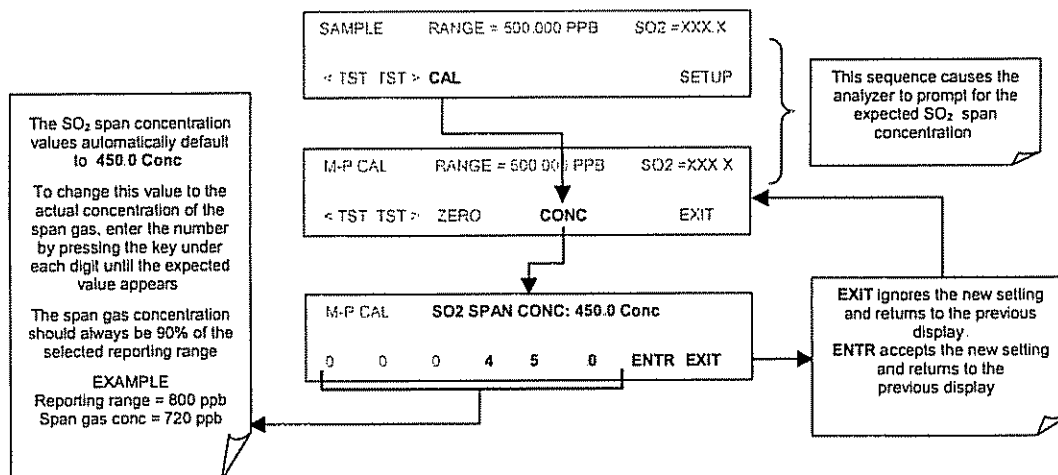 SAMPLE RANGE = 500.000 PPB SO2 =XXX.X
< TST TST > CAL SETUP
This sequence causes the
analyzer to prompt for the
expected SO₂ span
concentration
M-P CAL RANGE = 500.000 PPB SO2 =XXX.X
< TST TST > ZERO CONC EXIT
M-P CAL SO2 SPAN CONC: 450.0 Conc
0 0 0 4 5 .0 ENTR EXIT
The SO₂ span concentration
values automatically default
to 450.0 Conc
To change this value to the
actual concentration of the
span gas, enter the number
by pressing the key under
each digit until the expected
value appears
The span gas concentration
should always be 90% of the
selected reporting range
EXAMPLE
Reporting range = 800 ppb
Span gas conc = 720 ppb
EXIT ignores the new setting
and returns to the previous
display.
ENTR accepts the new setting
and returns to the
previous display